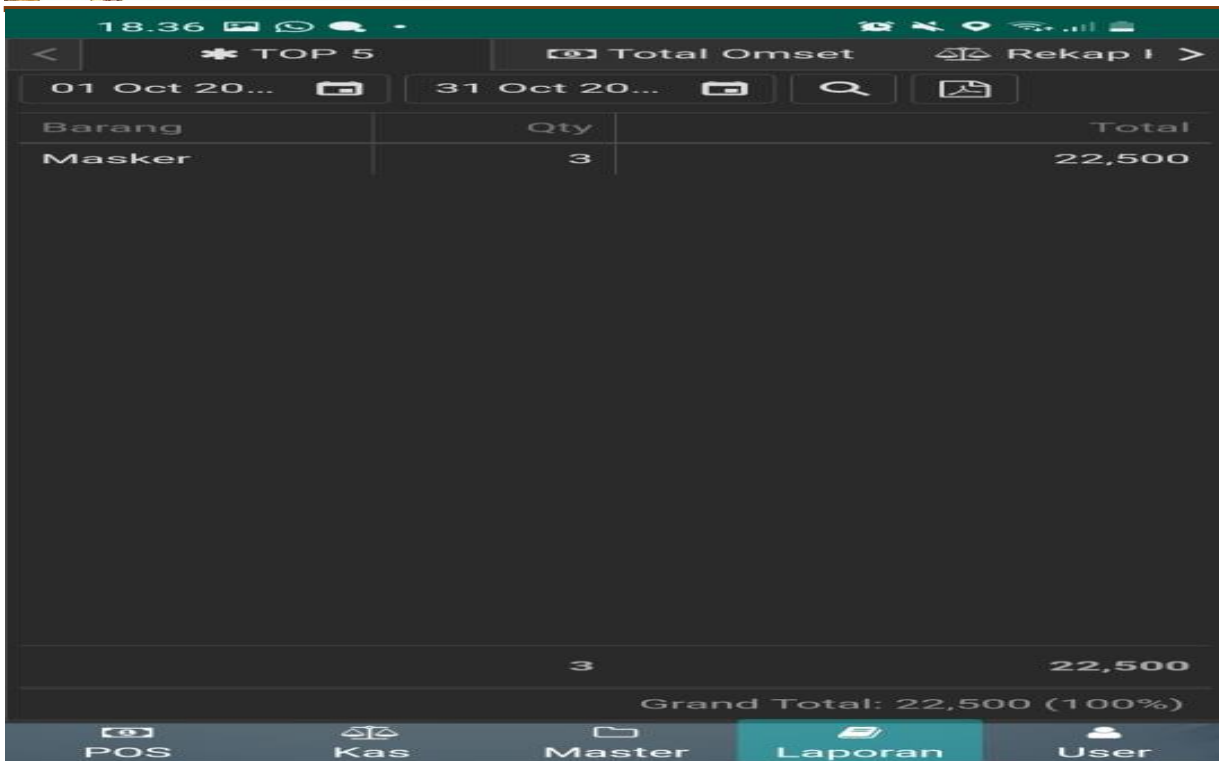 18.36
TOP 5 Total Omset Rekap
01 Oct 20... 31 Oct 20...
Barang Qty Total
Masker 3 22,500
3 22,500
Grand Total: 22,500 (100%)
POS Kas Master Laporan User